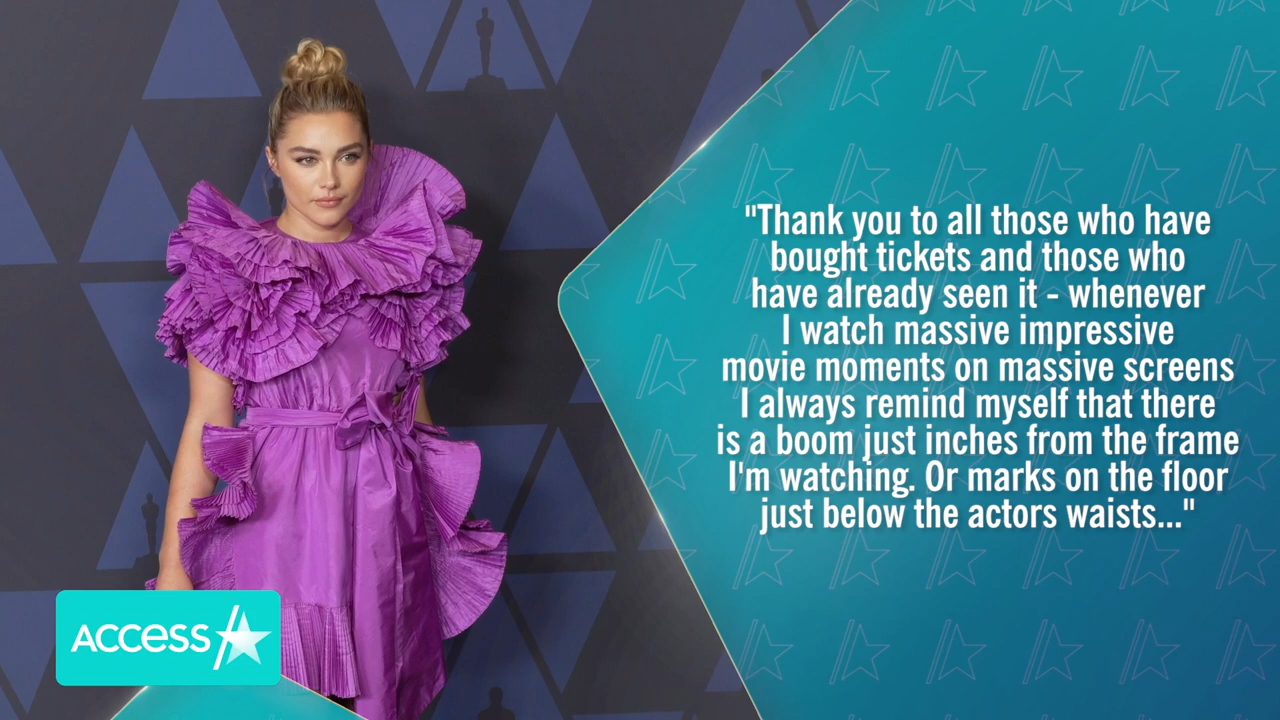 "Thank you to all those who have
bought tickets and those who
have already seen it - whenever
I watch massive impressive
movie moments on massive screens
I always remind myself that there
is a boom just inches from the frame
I'm watching. Or marks on the floor
just below the actors waists..."
ACCESS